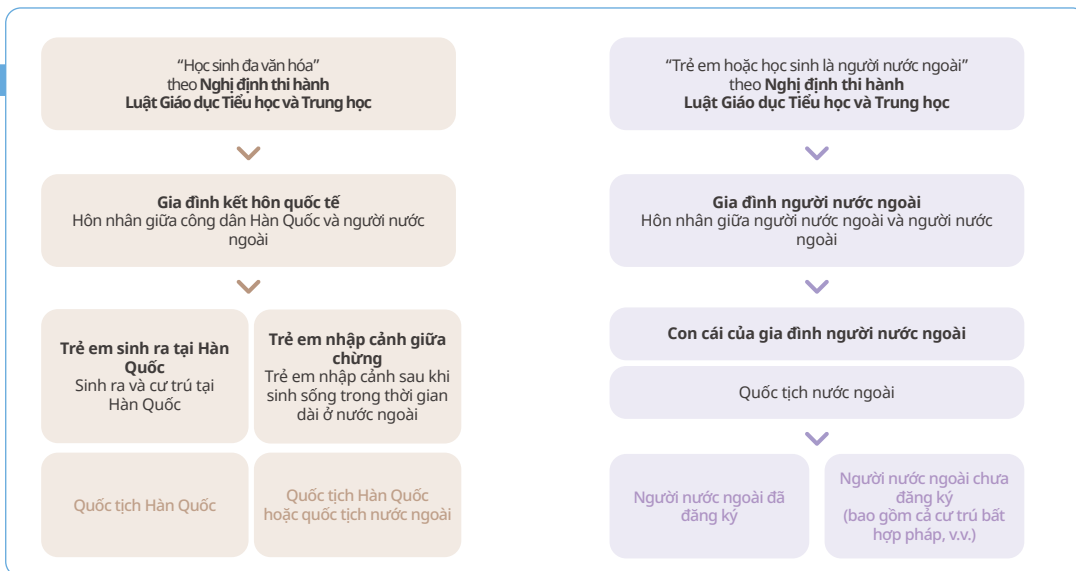 “Học sinh đa văn hóa”
theo Nghị định thi hành
Luật Giáo dục Tiểu học và Trung học
Gia đình kết hôn quốc tế
Hôn nhân giữa công dân Hàn Quốc và người nước
ngoài
Trẻ em sinh ra tại Hàn
Quốc
Sinh ra và cư trú tại
Hàn Quốc
Trẻ em nhập cảnh giữa
chừng
Trẻ em nhập cảnh sau khi
sinh sống trong thời gian
dài ở nước ngoài
Quốc tịch Hàn Quốc
Quốc tịch Hàn Quốc
hoặc quốc tịch nước ngoài
“Trẻ em hoặc học sinh là người nước ngoài”
theo Nghị định thi hành
Luật Giáo dục Tiểu học và Trung học
Gia đình người nước ngoài
Hôn nhân giữa người nước ngoài và người nước
ngoài
Con cái của gia đình người nước ngoài
Quốc tịch nước ngoài
Người nước ngoài đã
đăng ký
Người nước ngoài chưa
đăng ký
(bao gồm cả cư trú bất
hợp pháp, v.v.)